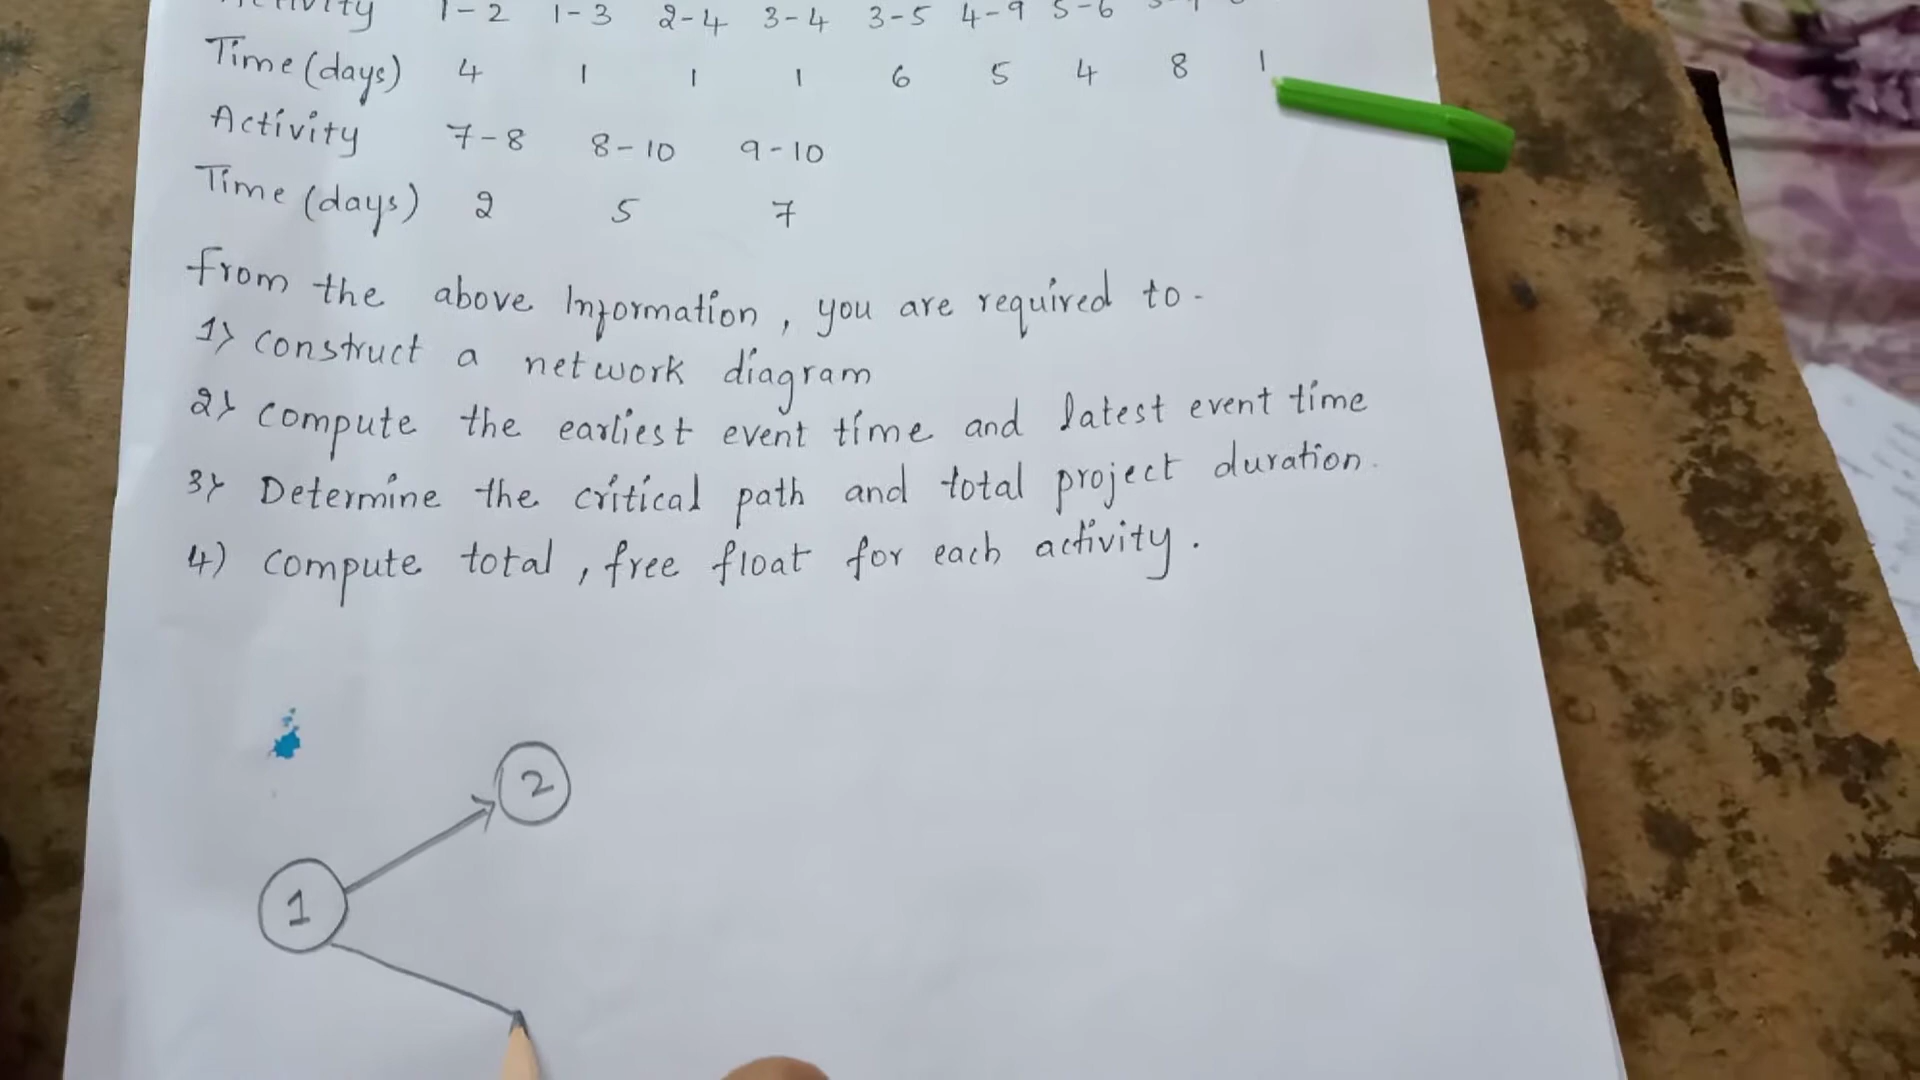 Activity 1-2 1-3 2-4 3-4 3-5 4-9 5-6
Time (days) 4 1 1 1 6 5 4 8 1
Activity 7-8 8-10 9-10
Time (days) 2 5 7
from the above Information, you are required to-
1> construct a network diagram
2> compute the earliest event time and latest event time
3> Determine the critical path and total project duration.
4) compute total, free float for each activity.
2
1